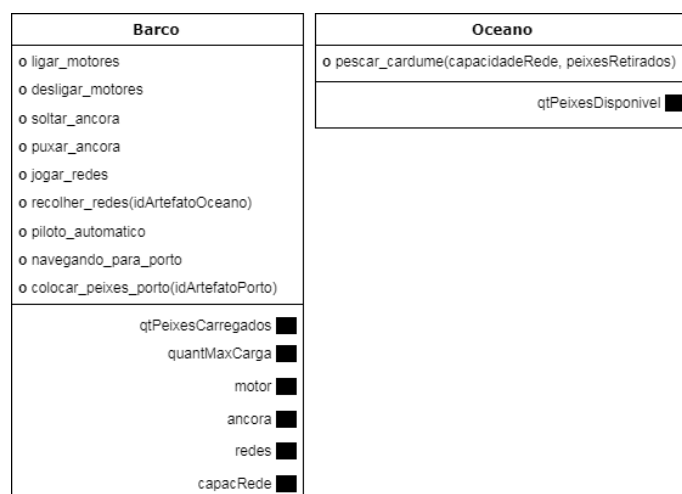 Barco
o ligar_motores
o desligar_motores
o soltar_ancora
o puxar_ancora
o jogar_redes
o recolher_redes(idArtefatoOceano)
o piloto_automatico
o navegando_para_porto
o colocar_peixes_porto(idArtefatoPorto)
qtPeixesCarregados
quantMaxCarga
motor
ancora
redes
capacRede
Oceano
o pescar_cardume(capacidadeRede, peixesRetirados)
qtPeixesDisponivel